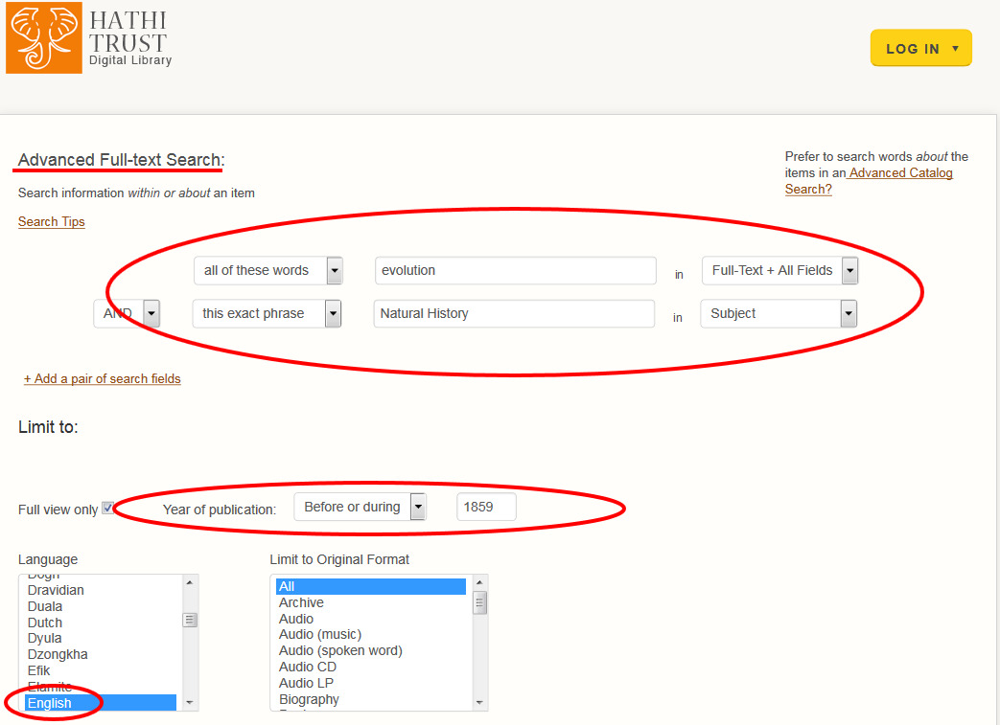 HATHI
TRUST
Digital Library
LOG IN
Advanced Full-text Search:
Prefer to search words about the
items in an Advanced Catalog
Search?
Search information within or about an item
Search Tips
all of these words evolution in Full-Text + All Fields
AND this exact phrase Natural History in Subject
+ Add a pair of search fields
Limit to:
Full view only Year of publication: Before or during 1859
Language Limit to Original Format
Dogri
Dravidian
Duala
Dutch
Dyula
Dzongkha
Efik
Elamite
English
All
Archive
Audio
Audio (music)
Audio (spoken word)
Audio CD
Audio LP
Biography